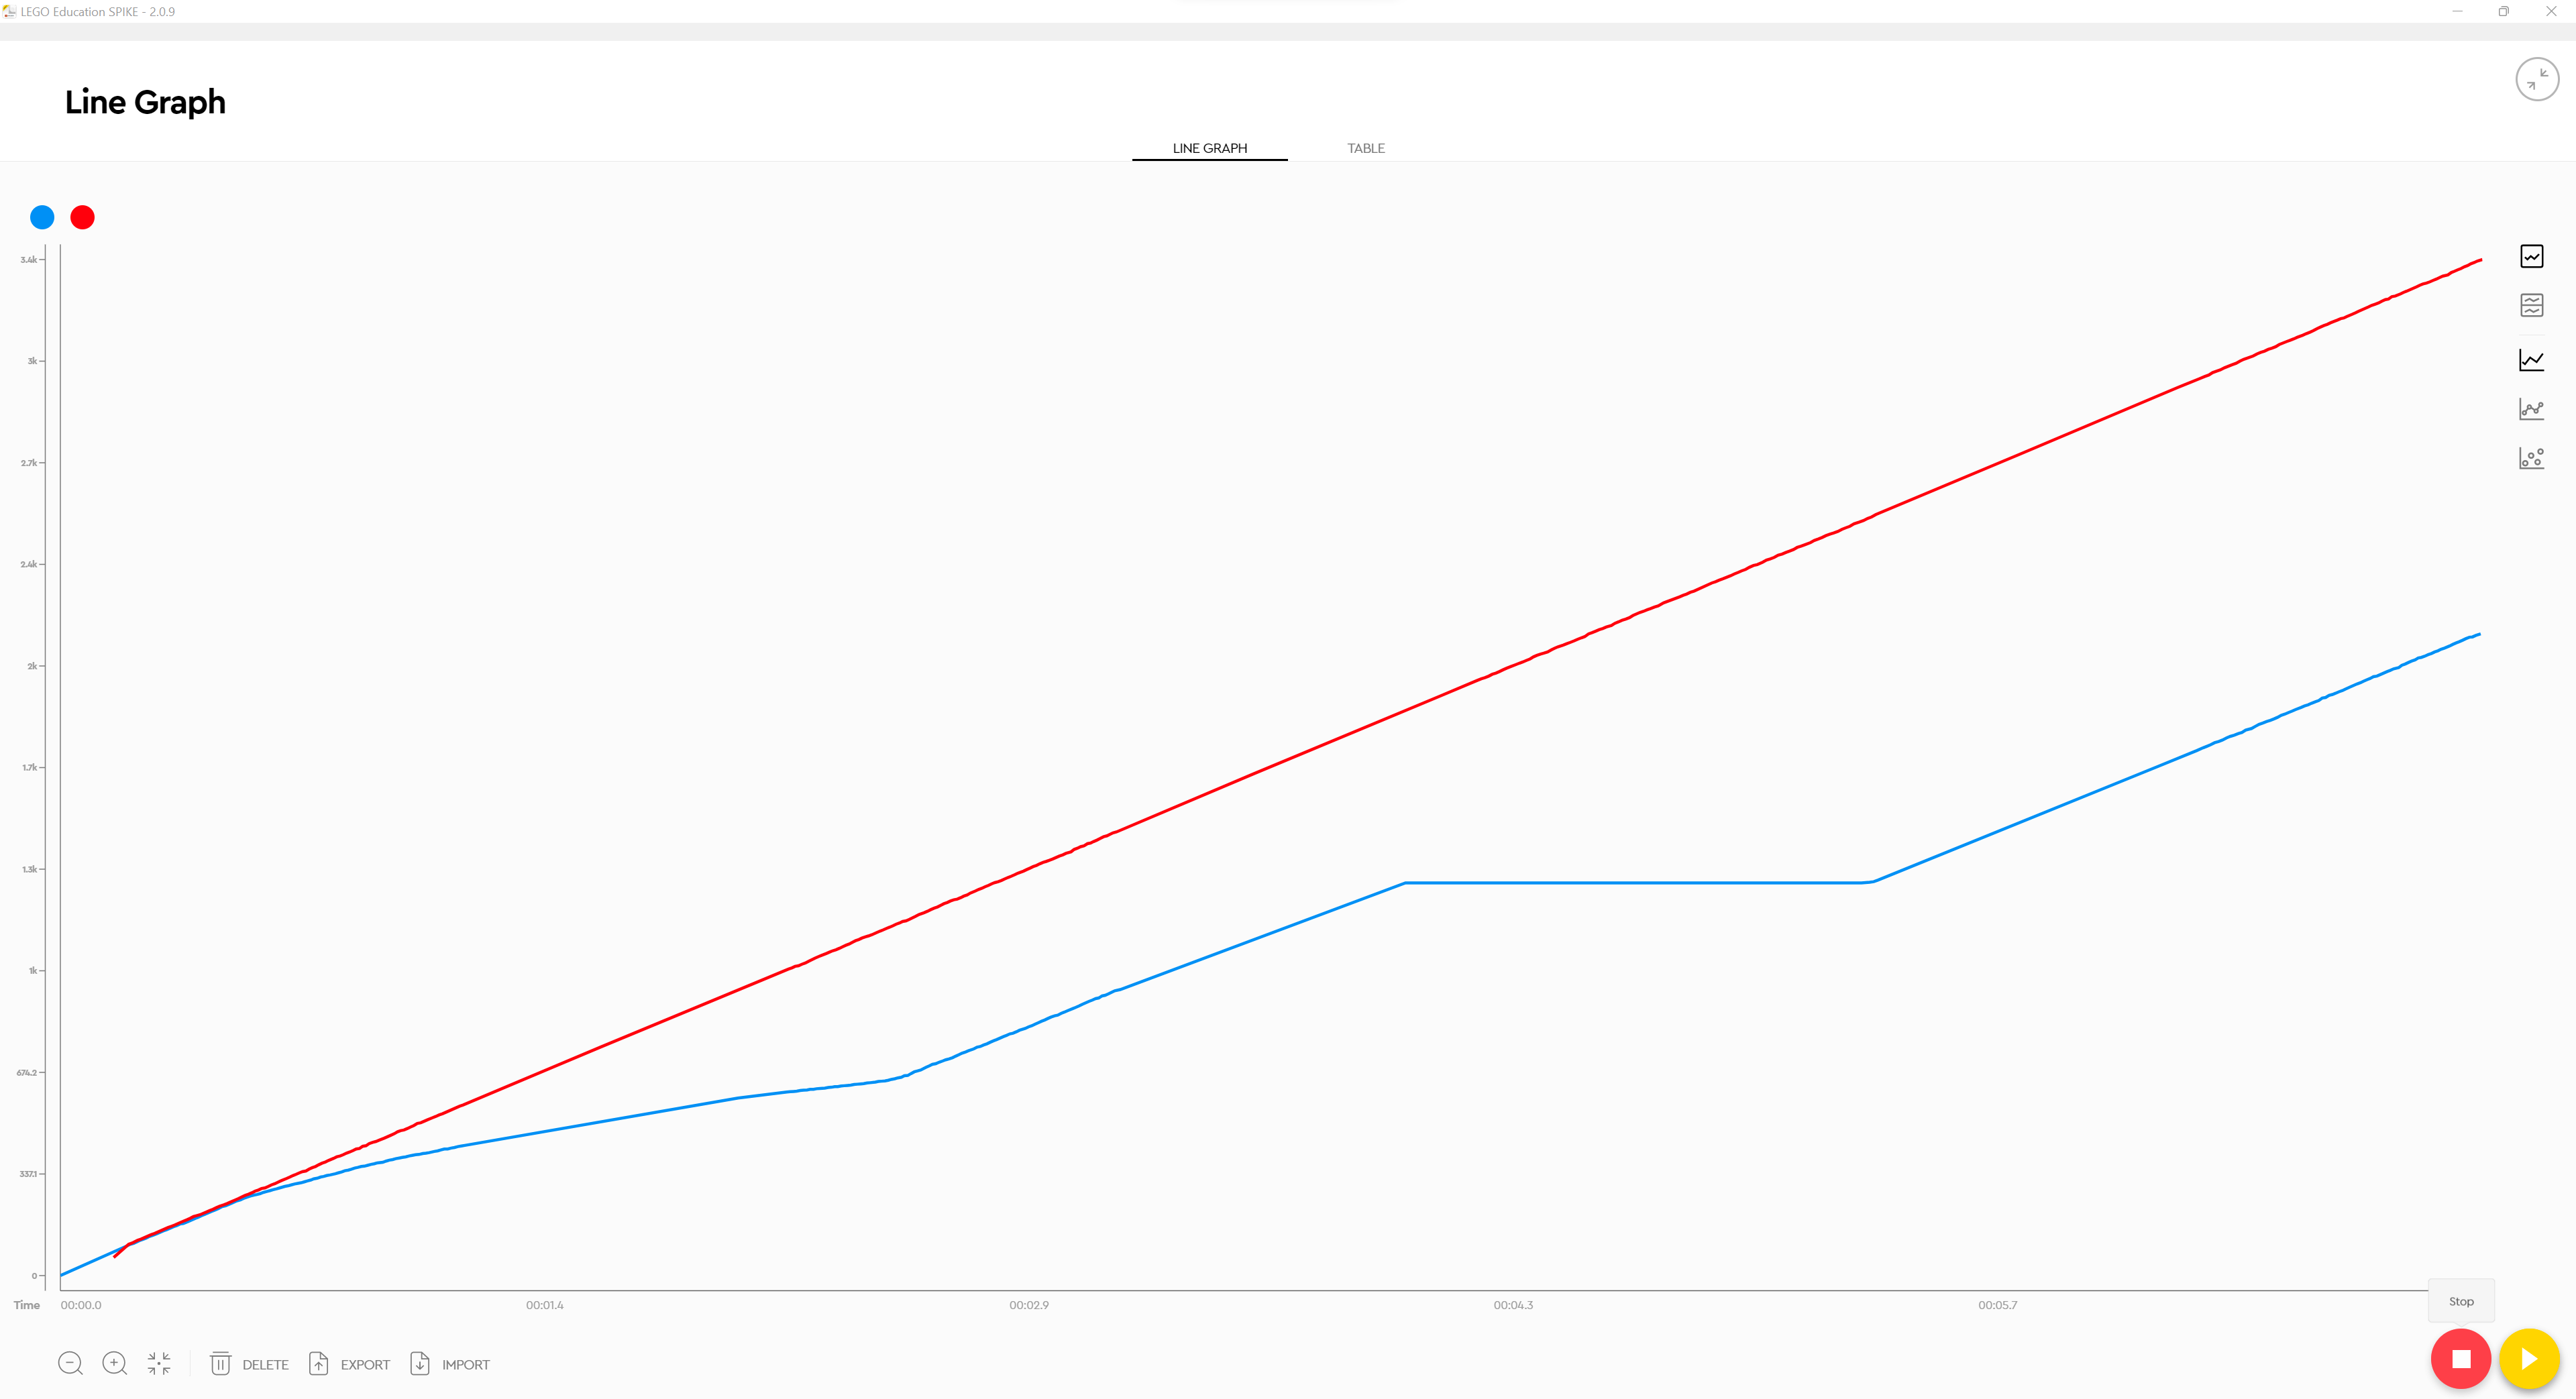 LEGO Education SPIKE - 2.0.9
Line Graph
LINE GRAPH TABLE
3.4k
3k
2.7k
2.4k
2k
1.7k
1.3k
1k
674.2
337.1
0
Time 00:00.0 00:01.4 00:02.9 00:04.3 00:05.7
Stop
DELETE EXPORT IMPORT